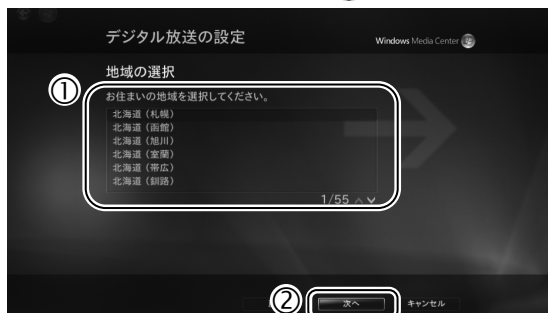 デジタル放送の設定
Windows Media Center
地域の選択
①
お住まいの地域を選択してください。
北海道（札幌）
北海道（函館）
北海道（旭川）
北海道（室蘭）
北海道（帯広）
北海道（釧路）
1/55
②
次へ
キャンセル